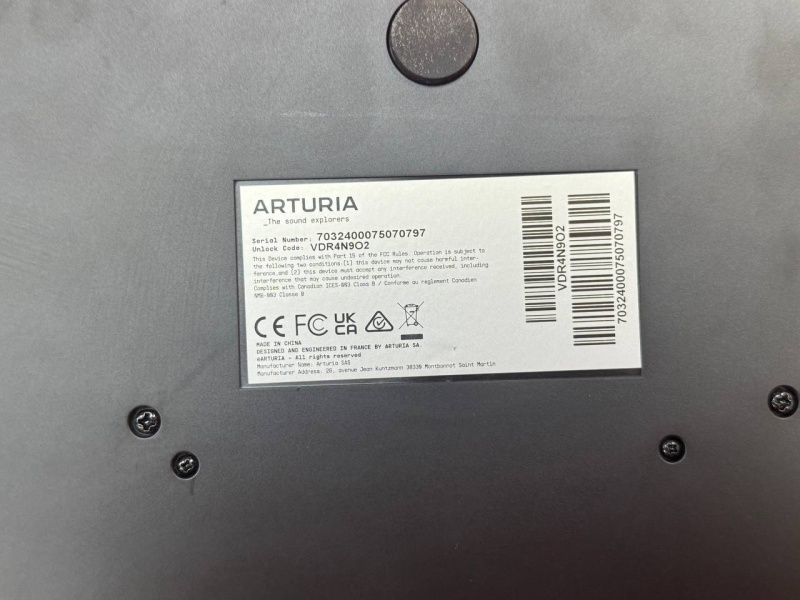 ARTURIA
_The sound explorers
Serial Number: 7032400075070797
Unlock Code: VDR4N9O2
This Device complies with Part 15 of the FCC Rules. Operation is subject to
the following two conditions:(1) this device may not cause harmful inter-
ference,and (2) this device must accept any interference received, including
interference that may cause undesired operation.
Complies with Canadian ICES-003 Class B / Conforme au reglement Canadien
NMB-003 Classe B
CE FC UK CA
MADE IN CHINA
DESIGNED AND ENGINEERED IN FRANCE BY ARTURIA SA.
©ARTURIA - All rights reserved
Manufacturer Name: Arturia SAS
Manufacturer Address: 26, avenue Jean Kuntzmann 38330 Montbonnot Saint Martin
VDR4N9O2
7032400075070797